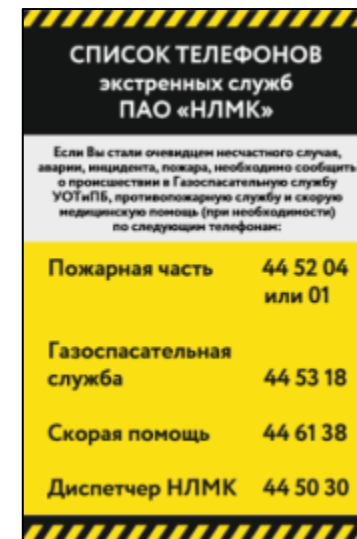 СПИСОК ТЕЛЕФОНОВ
экстренных служб
ПАО «НЛМК»
Если Вы стали очевидцем несчастного случая,
аварии, инцидента, пожара, необходимо сообщить
о происшествии в Газоспасательную службу
УОТиПБ, противопожарную службу и скорую
медицинскую помощь (при необходимости)
по следующим телефонам:
Пожарная часть 44 52 04
или 01
Газоспасательная
служба 44 53 18
Скорая помощь 44 61 38
Диспетчер НЛМК 44 50 30